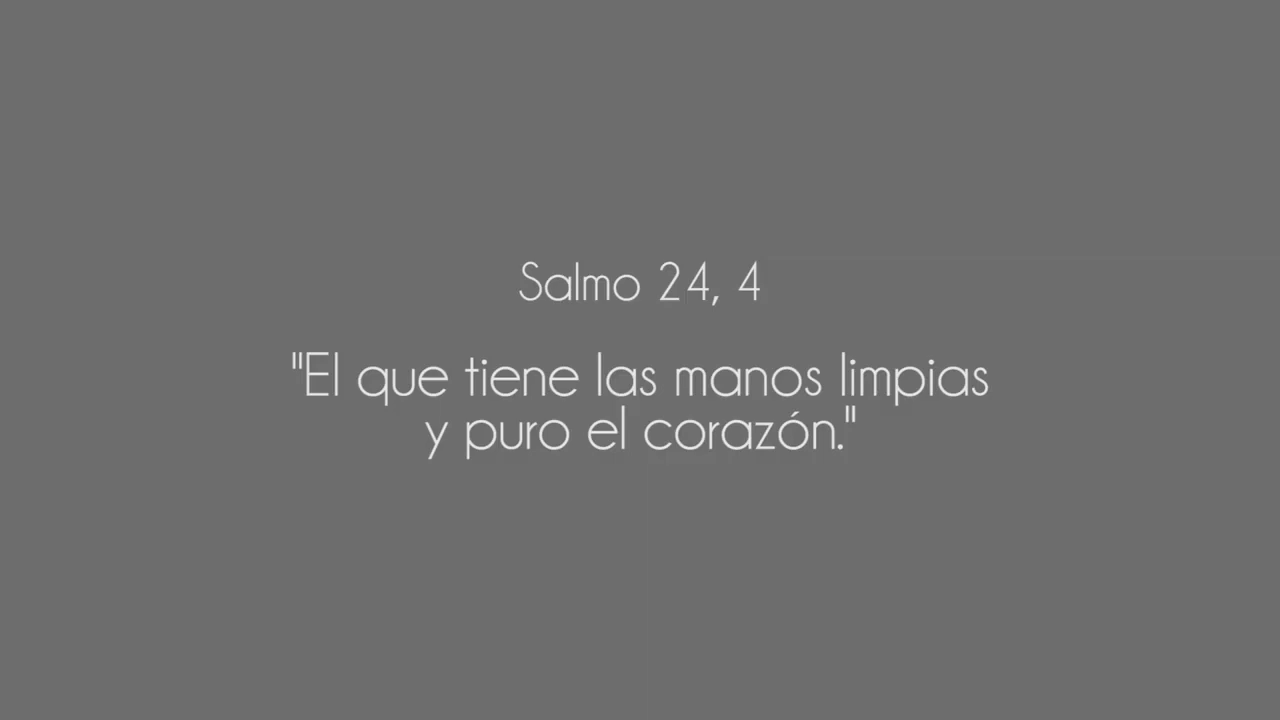 Salmo 24, 4
"El que tiene las manos limpias
y puro el corazón."